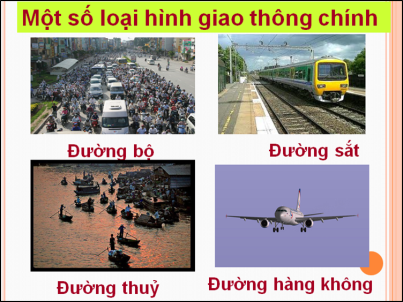 Một số loại hình giao thông chính
Đường bộ
Đường sắt
Đường thuỷ
Đường hàng không